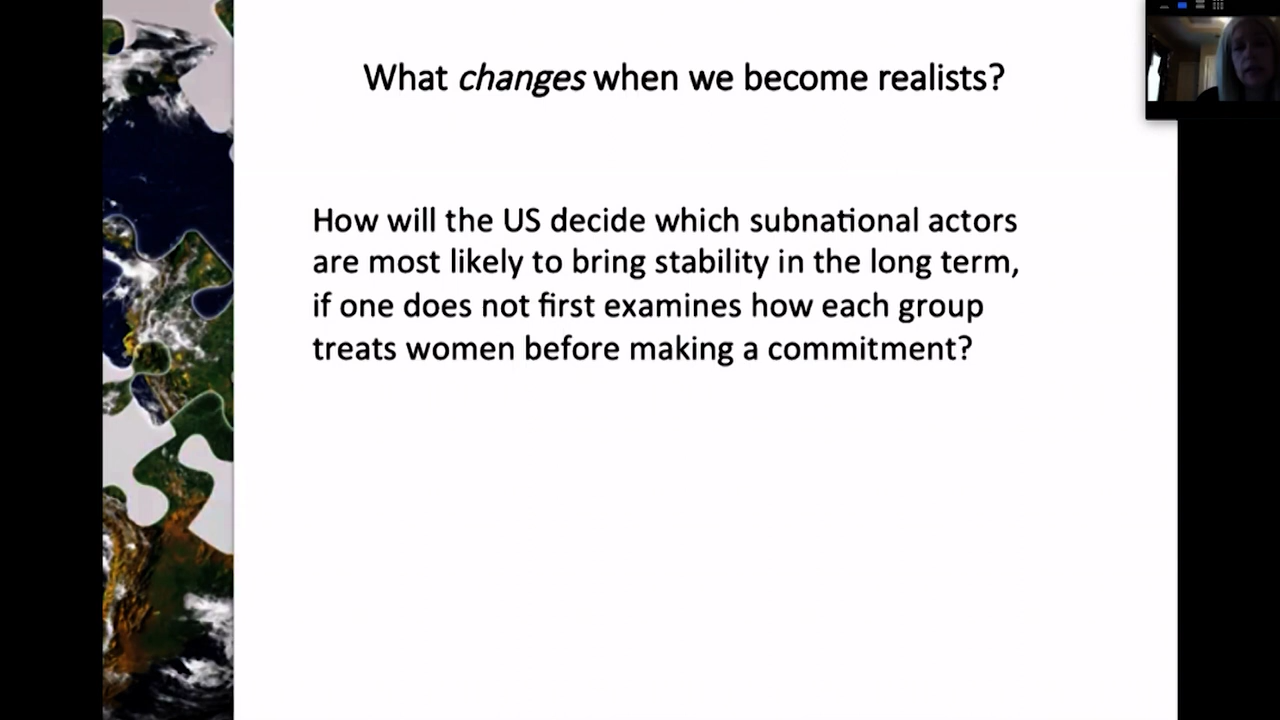 What changes when we become realists?
How will the US decide which subnational actors
are most likely to bring stability in the long term,
if one does not first examines how each group
treats women before making a commitment?